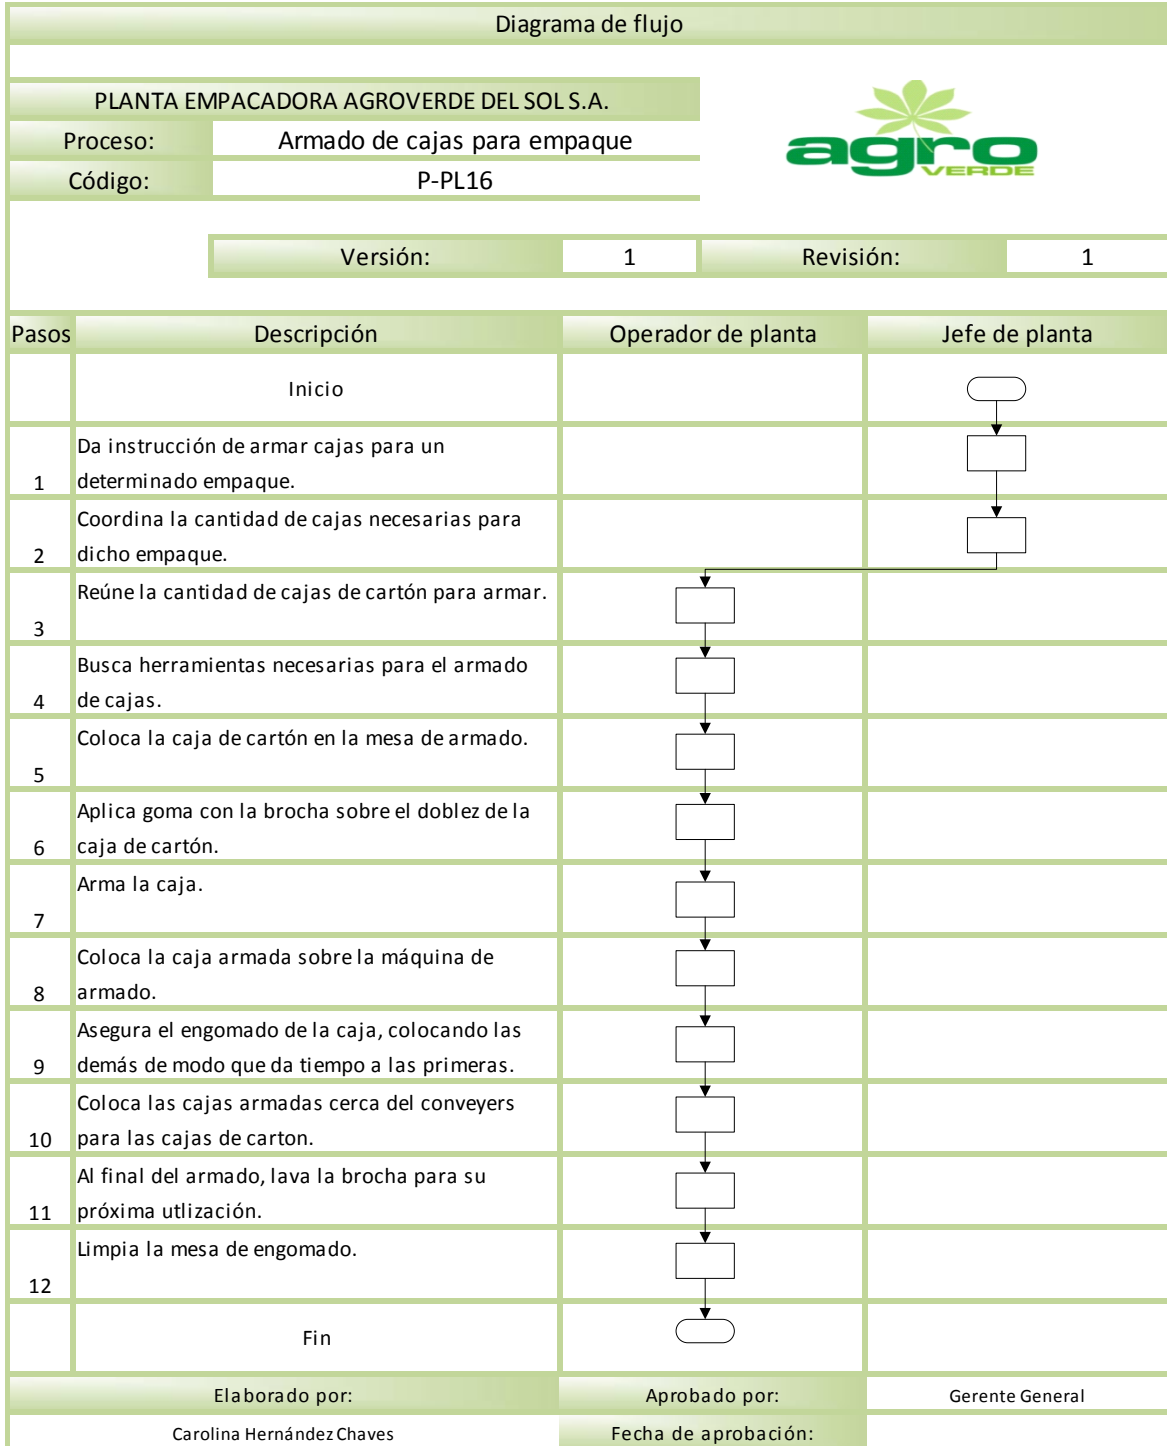 Diagrama de flujo
PLANTA EMPACADORA AGROVERDE DEL SOL S.A.
Proceso: Armado de cajas para empaque
Código: P-PL16
agro
VERDE
Versión: 1 Revisión: 1
Pasos Descripción Operador de planta Jefe de planta
Inicio
Da instrucción de armar cajas para un
1 determinado empaque.
Coordina la cantidad de cajas necesarias para
2 dicho empaque.
Reúne la cantidad de cajas de cartón para armar.
3
Busca herramientas necesarias para el armado
4 de cajas.
Coloca la caja de cartón en la mesa de armado.
5
Aplica goma con la brocha sobre el doblez de la
6 caja de cartón.
Arma la caja.
7
Coloca la caja armada sobre la máquina de
8 armado.
Asegura el engomado de la caja, colocando las
9 demás de modo que da tiempo a las primeras.
Coloca las cajas armadas cerca del conveyers
10 para las cajas de carton.
Al final del armado, lava la brocha para su
11 próxima utlización.
Limpia la mesa de engomado.
12
Fin
Elaborado por: Aprobado por: Gerente General
Carolina Hernández Chaves Fecha de aprobación: